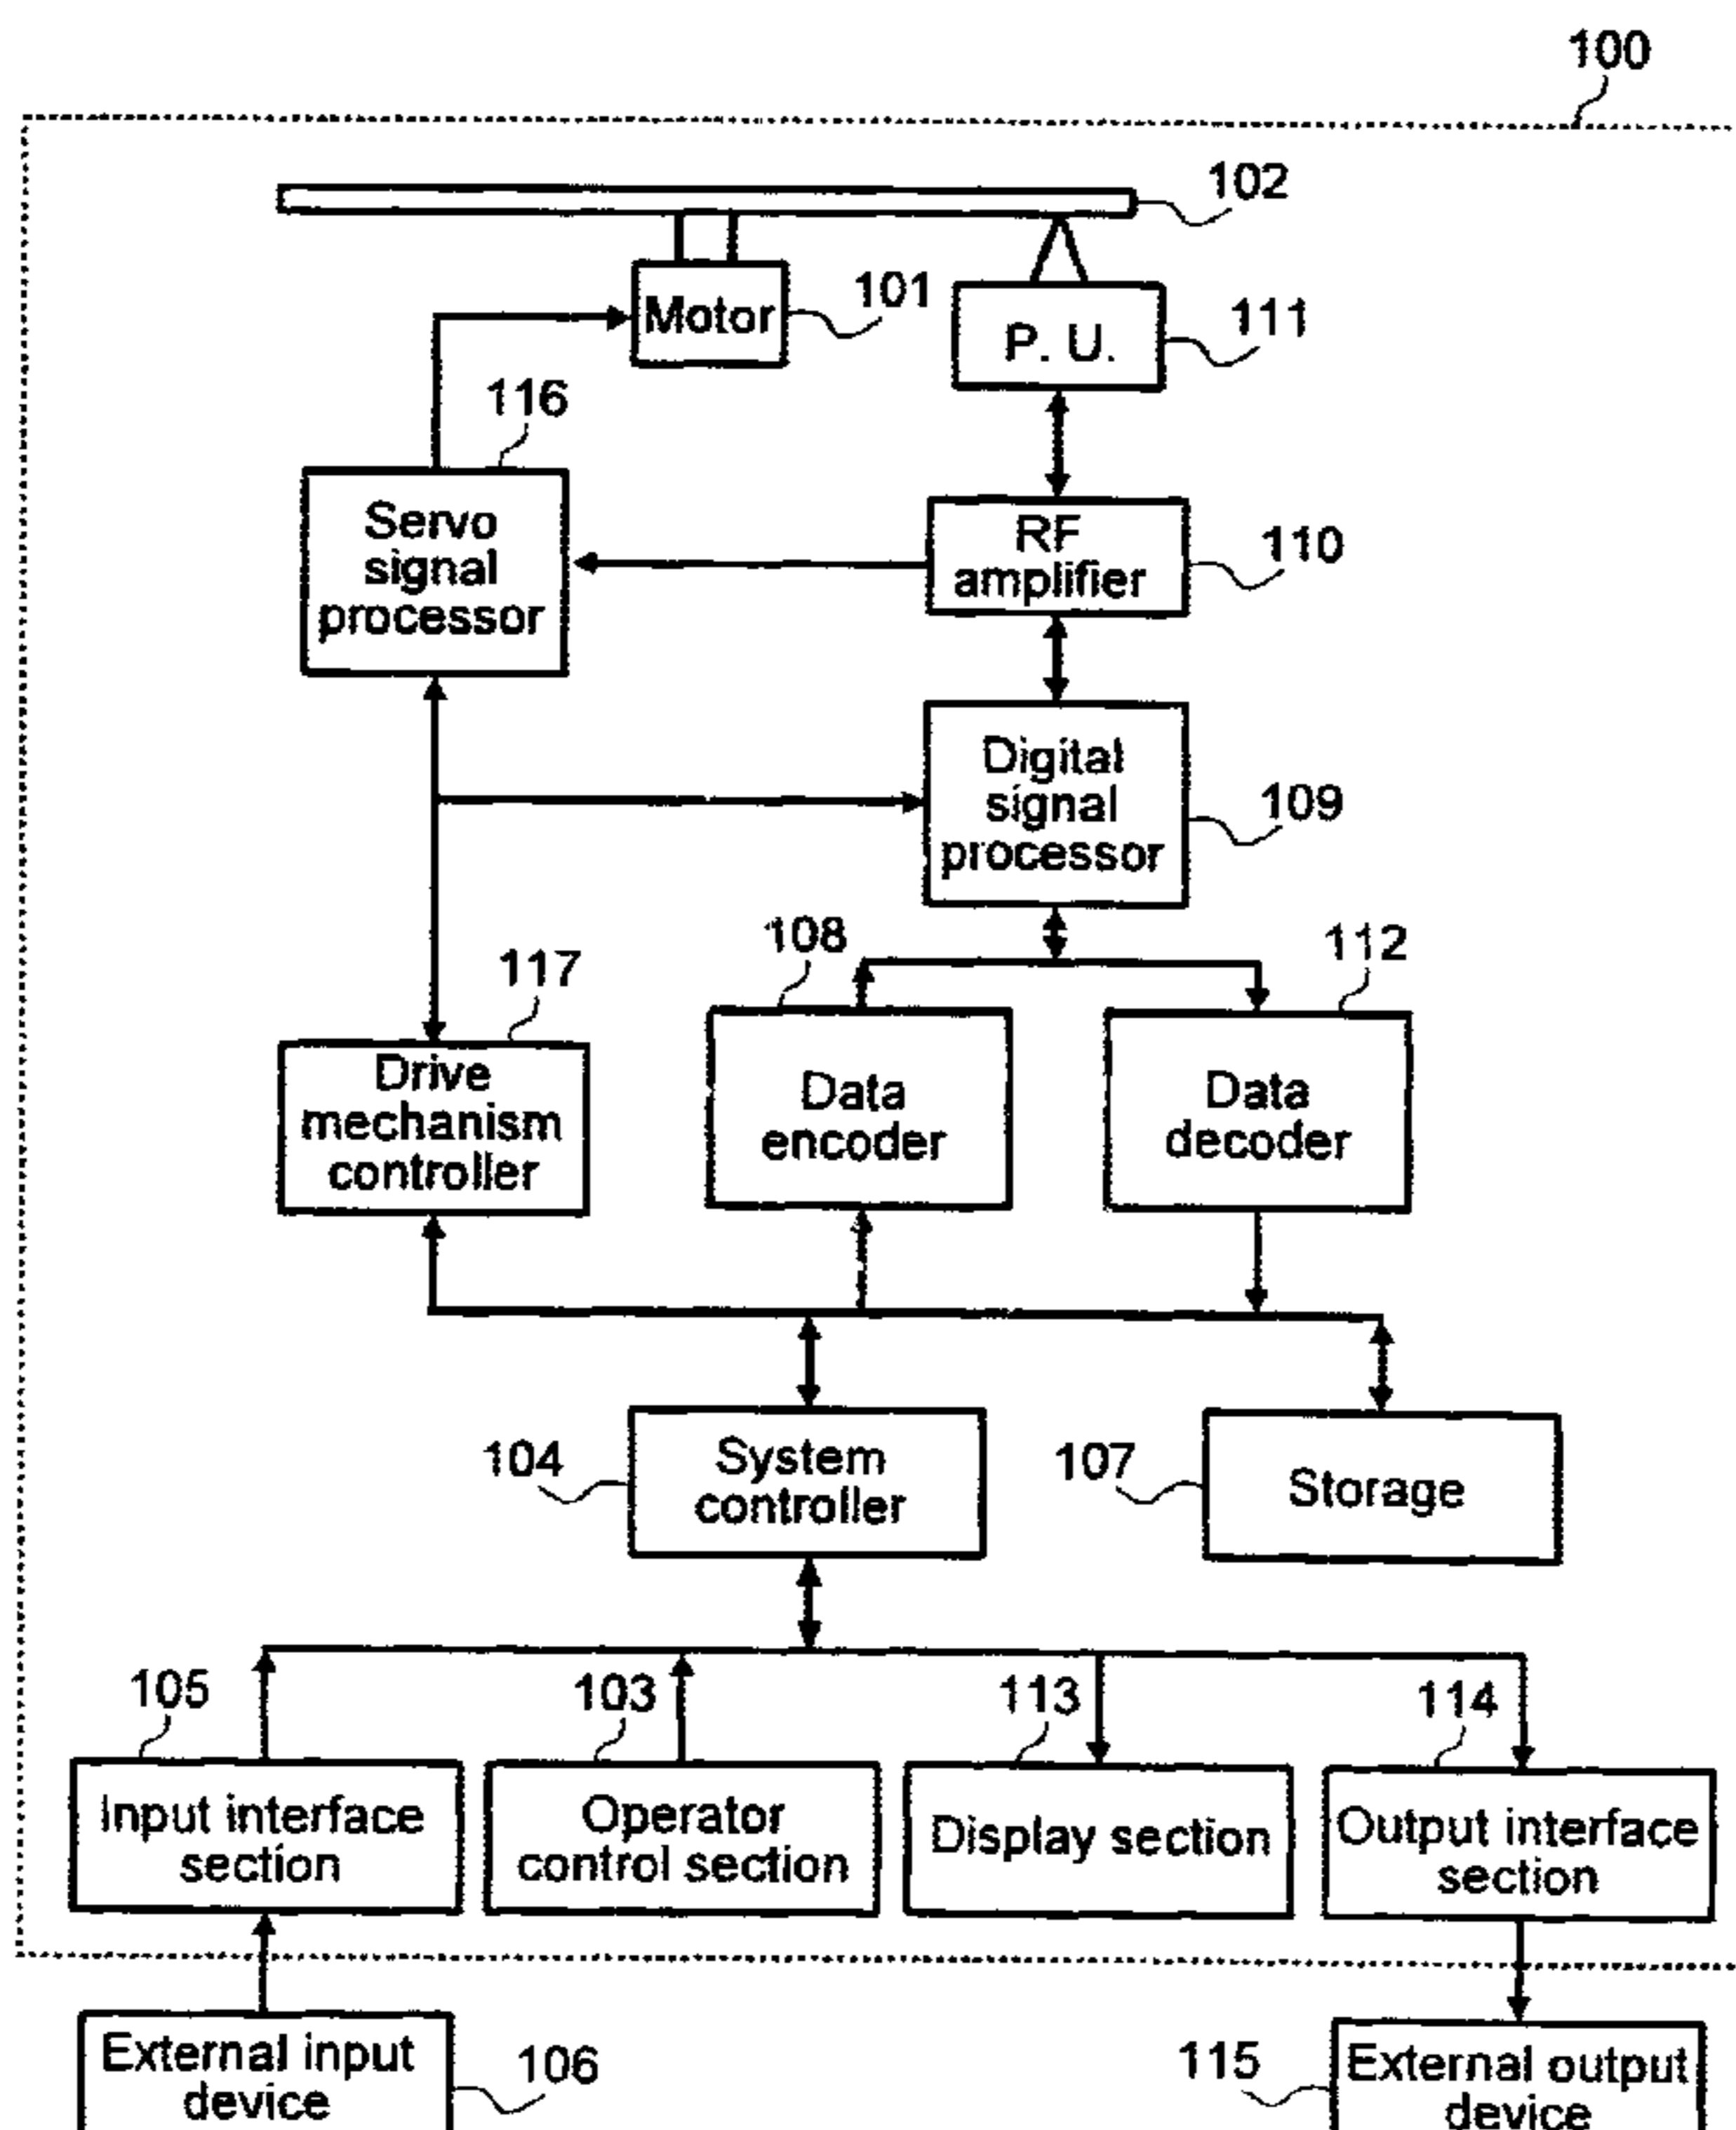 100
102
Motor
101
P. U.
111
116
Servo
signal
processor
RF
amplifier
110
Digital
signal
processor
109
108
112
117
Drive
mechanism
controller
Data
encoder
Data
decoder
104
System
controller
107
Storage
105
103
113
114
Input interface
section
Operator
control section
Display section
Output interface
section
External input
device
106
115
External output
device